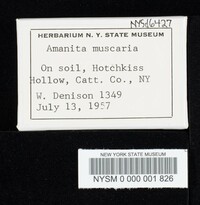 NYS16427
HERBARIUM N. Y. STATE MUSEUM
Amanita muscaria
On soil, Hotchkiss
Hollow, Catt. Co., NY
W. Denison 1349
July 13, 1957
NEW YORK STATE MUSEUM
NYSM 0 000 001 826